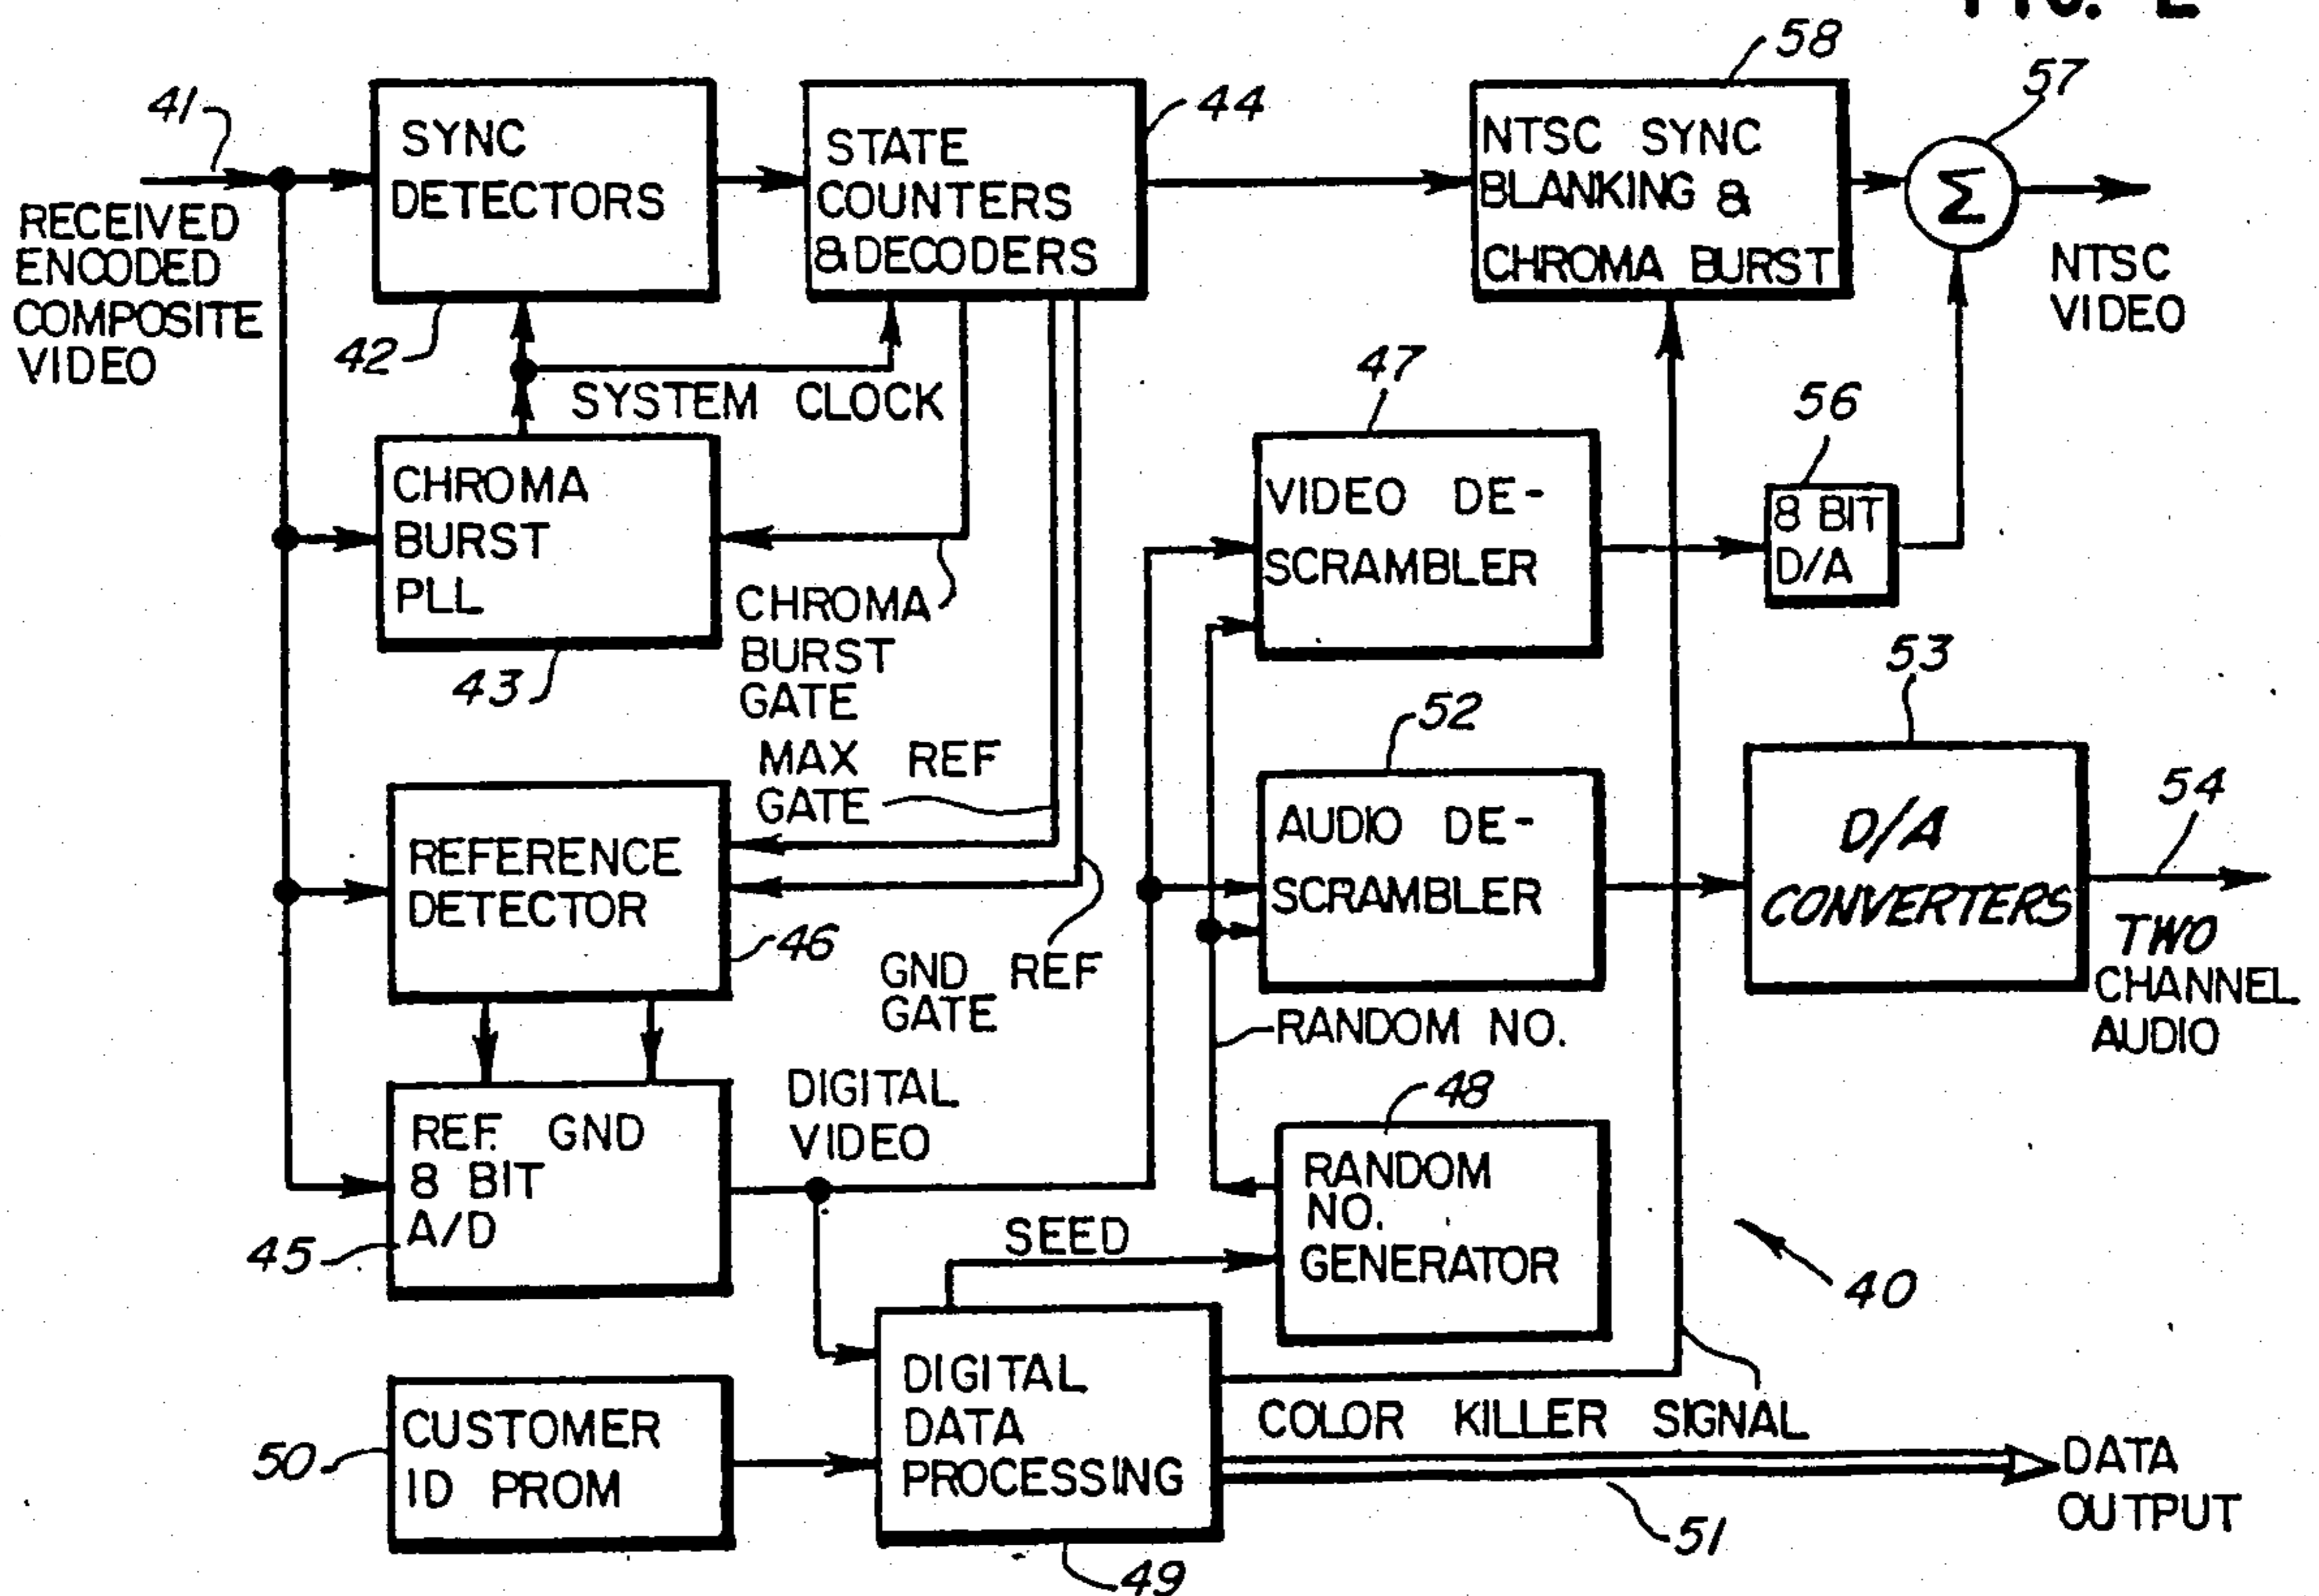 FIG. 2
58
57
41
44
SYNC
DETECTORS
STATE
COUNTERS
& DECODERS
NTSC SYNC
BLANKING &
CHROMA BURST
Σ
RECEIVED
ENCODED
COMPOSITE
VIDEO
NTSC
VIDEO
42
47
56
SYSTEM CLOCK
CHROMA
BURST
PLL
VIDEO DE-
SCRAMBLER
8 BIT
D/A
CHROMA
BURST
GATE
43
53
52
MAX REF
GATE
54
REFERENCE
DETECTOR
AUDIO DE-
SCRAMBLER
D/A
CONVERTERS
46
GND REF
GATE
TWO
CHANNEL
AUDIO
RANDOM NO.
DIGITAL
VIDEO
48
REF. GND
8 BIT
A/D
RANDOM
NO.
GENERATOR
45
SEED
40
DIGITAL
DATA
PROCESSING
COLOR KILLER SIGNAL
50
CUSTOMER
ID PROM
DATA
OUTPUT
51
49